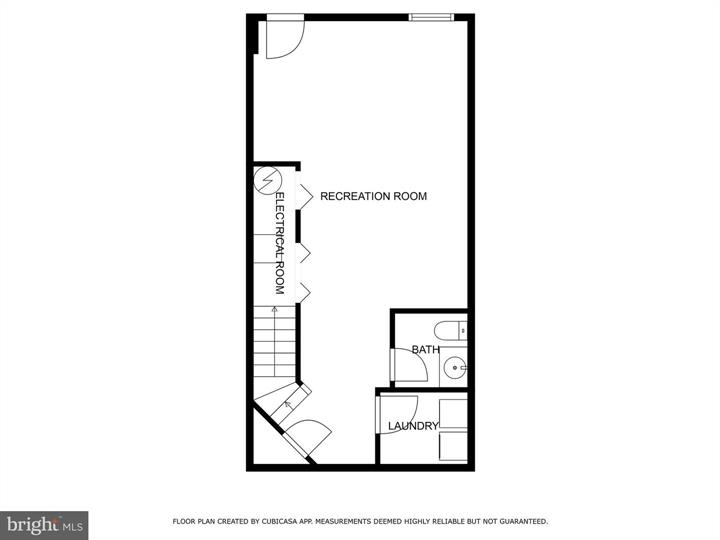 RECREATION ROOM
ELECTRICAL ROOM
BATH
LAUNDRY
FLOOR PLAN CREATED BY CUBICASA APP. MEASUREMENTS DEEMED HIGHLY RELIABLE BUT NOT GUARANTEED.
bright MLS